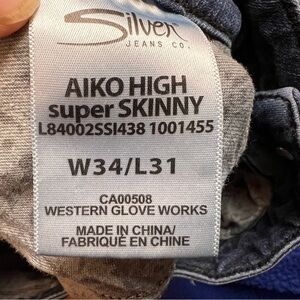 Silver
JEANS CO.
AIKO HIGH
super SKINNY
L84002SSI438 1001455
W34/L31
CA00508
WESTERN GLOVE WORKS
MADE IN CHINA/
FABRIQUÉ EN CHINE